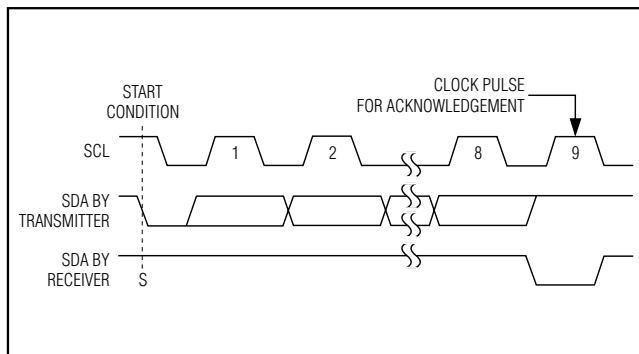 START
CONDITION
CLOCK PULSE
FOR ACKNOWLEDGEMENT
SCL
1
2
8
9
SDA BY
TRANSMITTER
SDA BY
RECEIVER
S